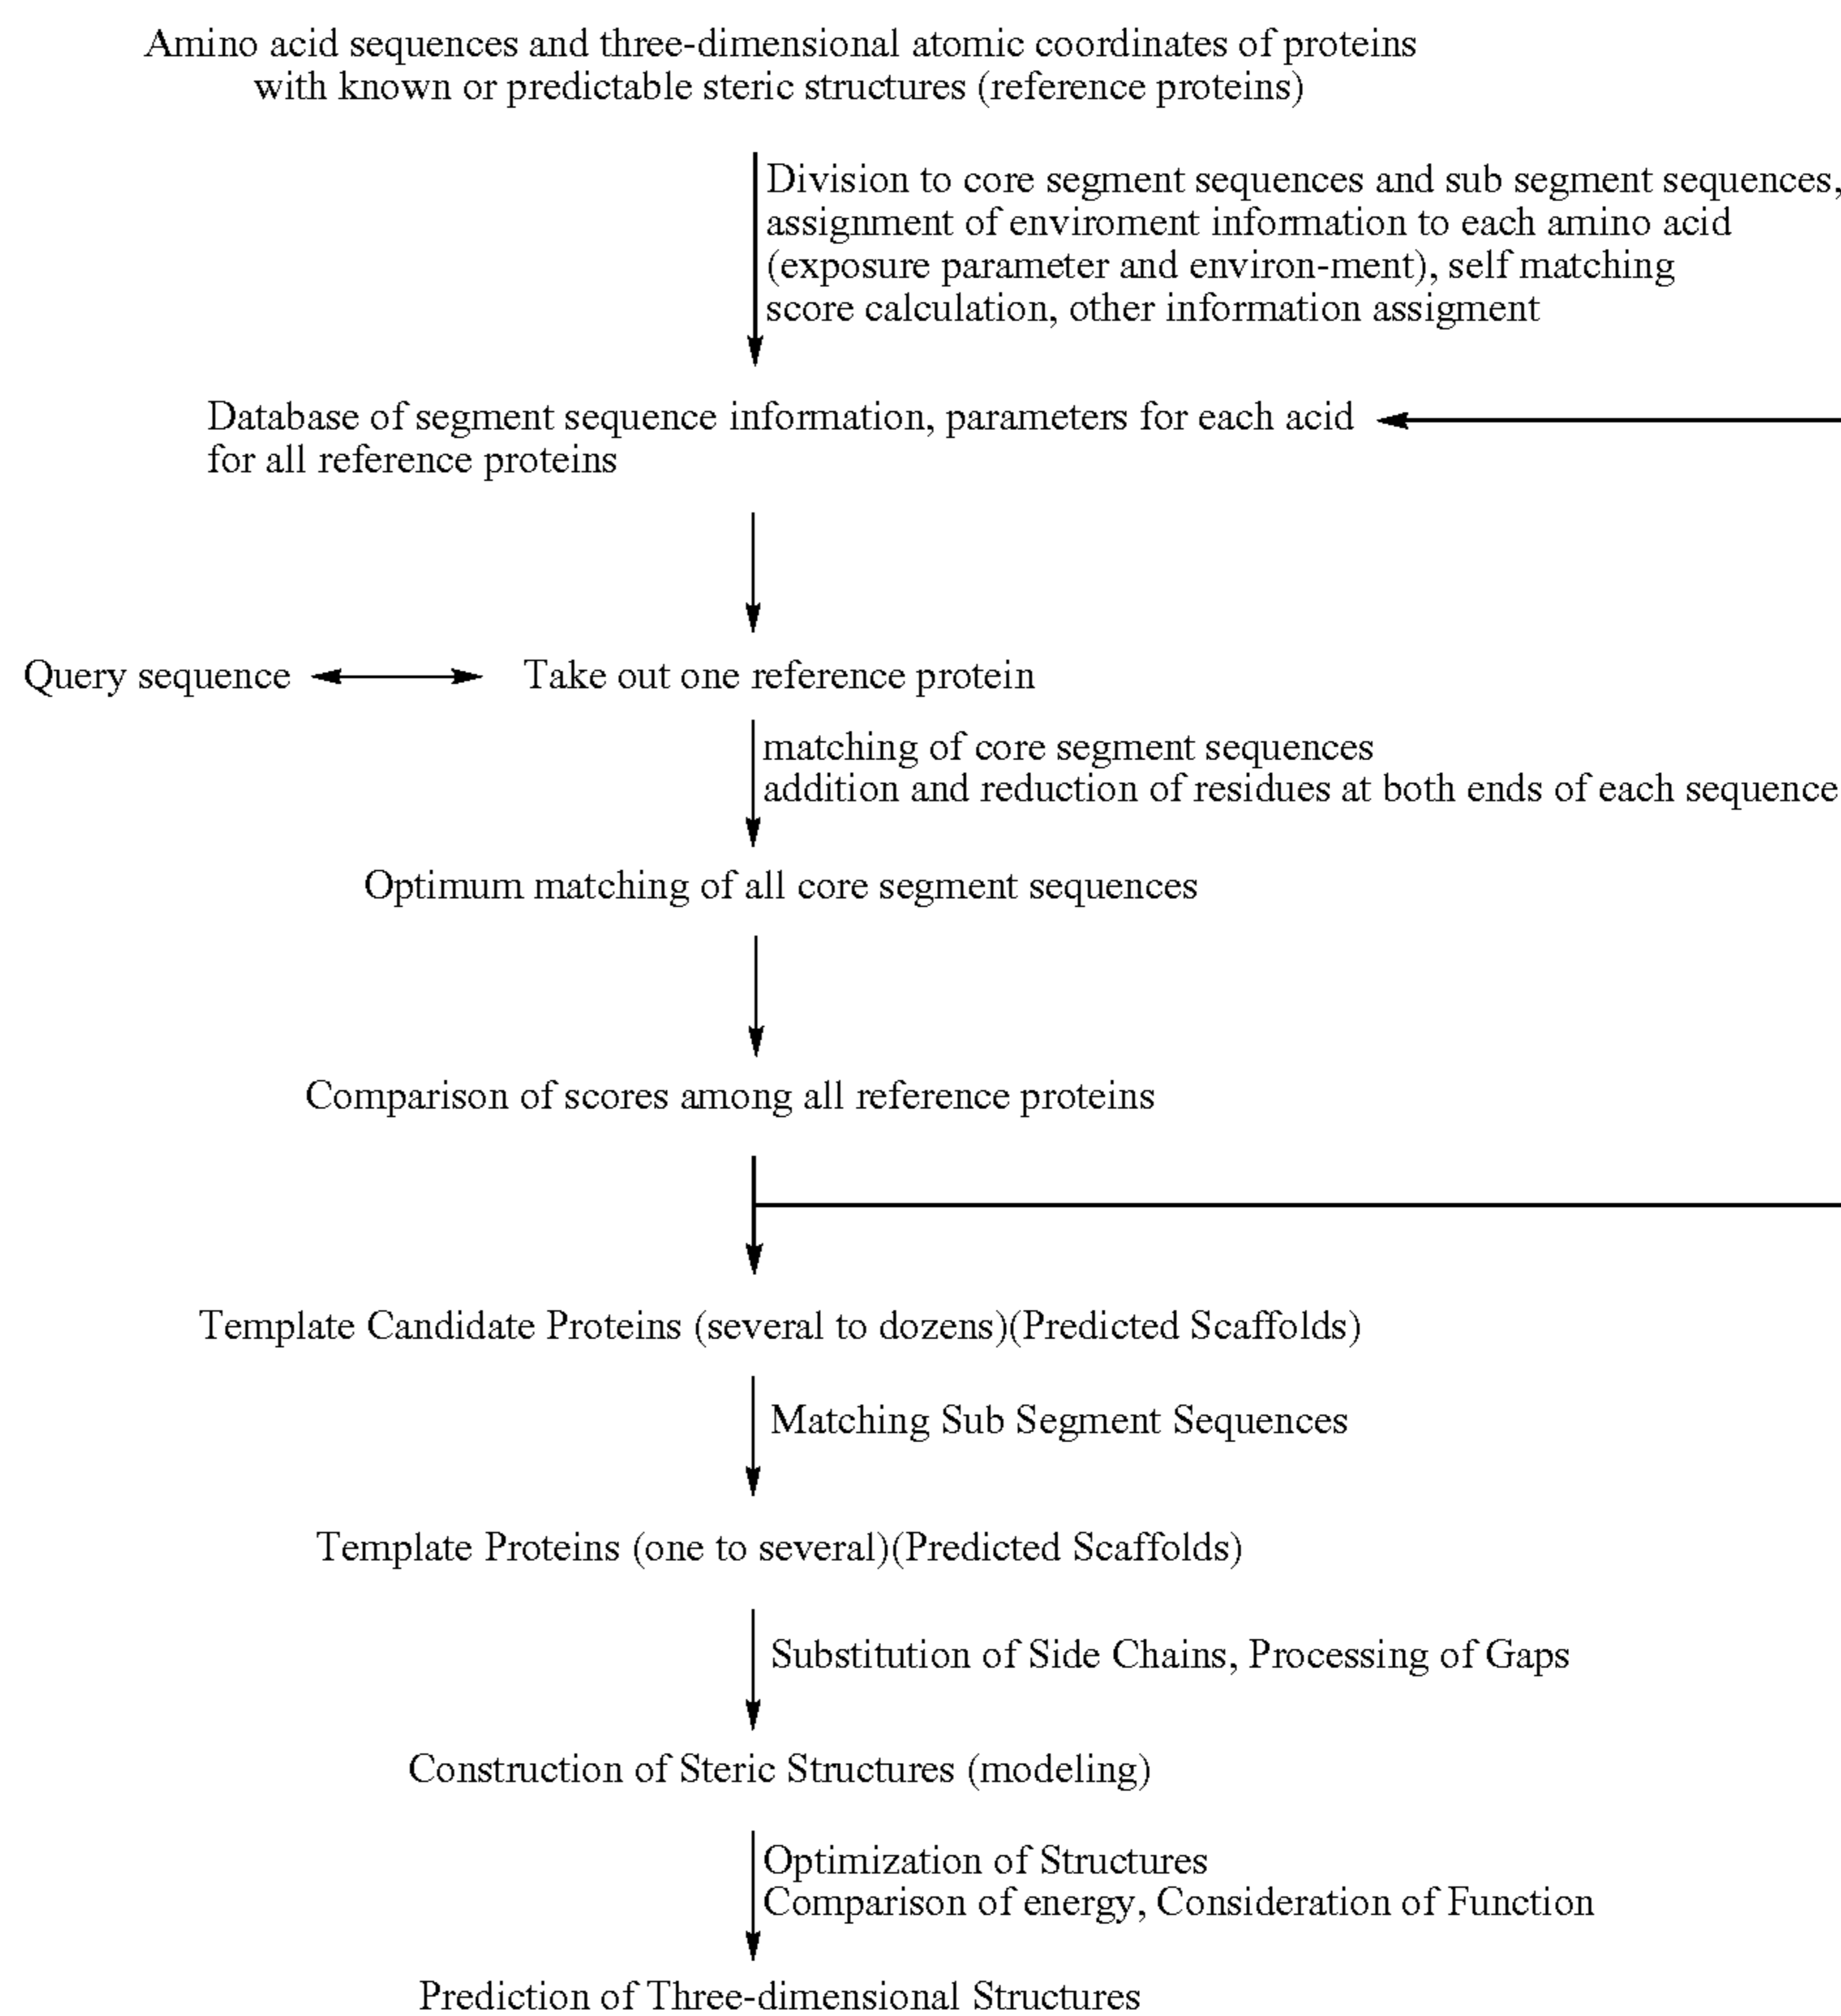 Amino acid sequences and three-dimensional atomic coordinates of proteins
with known or predictable steric structures (reference proteins)
Division to core segment sequences and sub segment sequences,
assignment of enviroment information to each amino acid
(exposure parameter and environ-ment), self matching
score calculation, other information assigment
Database of segment sequence information, parameters for each acid
for all reference proteins
Query sequence
Take out one reference protein
matching of core segment sequences
addition and reduction of residues at both ends of each sequence
Optimum matching of all core segment sequences
Comparison of scores among all reference proteins
Template Candidate Proteins (several to dozens)(Predicted Scaffolds)
Matching Sub Segment Sequences
Template Proteins (one to several)(Predicted Scaffolds)
Substitution of Side Chains, Processing of Gaps
Construction of Steric Structures (modeling)
Optimization of Structures
Comparison of energy, Consideration of Function
Prediction of Three-dimensional Structures